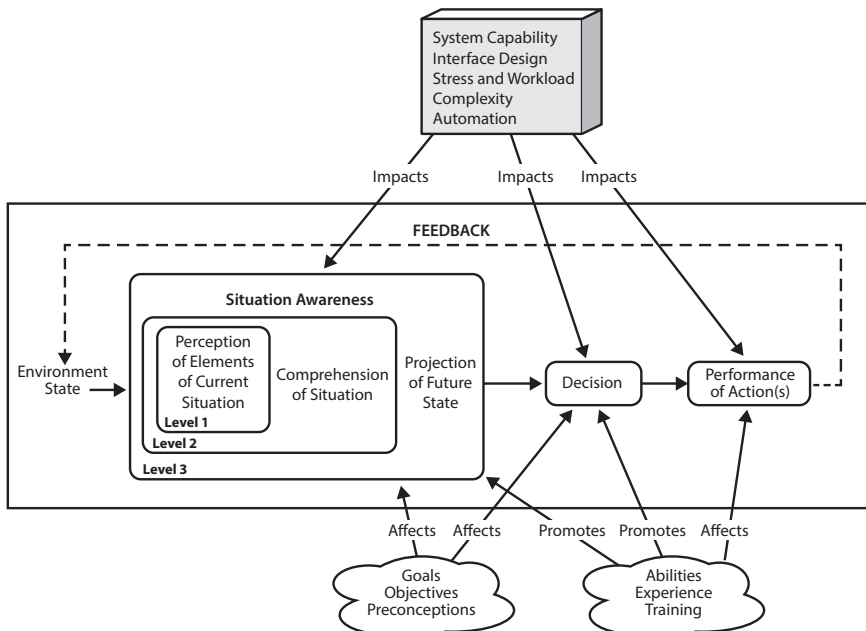 System Capability
Interface Design
Stress and Workload
Complexity
Automation
Impacts
Impacts
Impacts
FEEDBACK
Situation Awareness
Perception
of Elements
of Current
Situation
Level 1
Comprehension
of Situation
Level 2
Projection
of Future
State
Level 3
Environment
State
Decision
Performance
of Action(s)
Affects
Affects
Promotes
Promotes
Affects
Goals
Objectives
Preconceptions
Abilities
Experience
Training